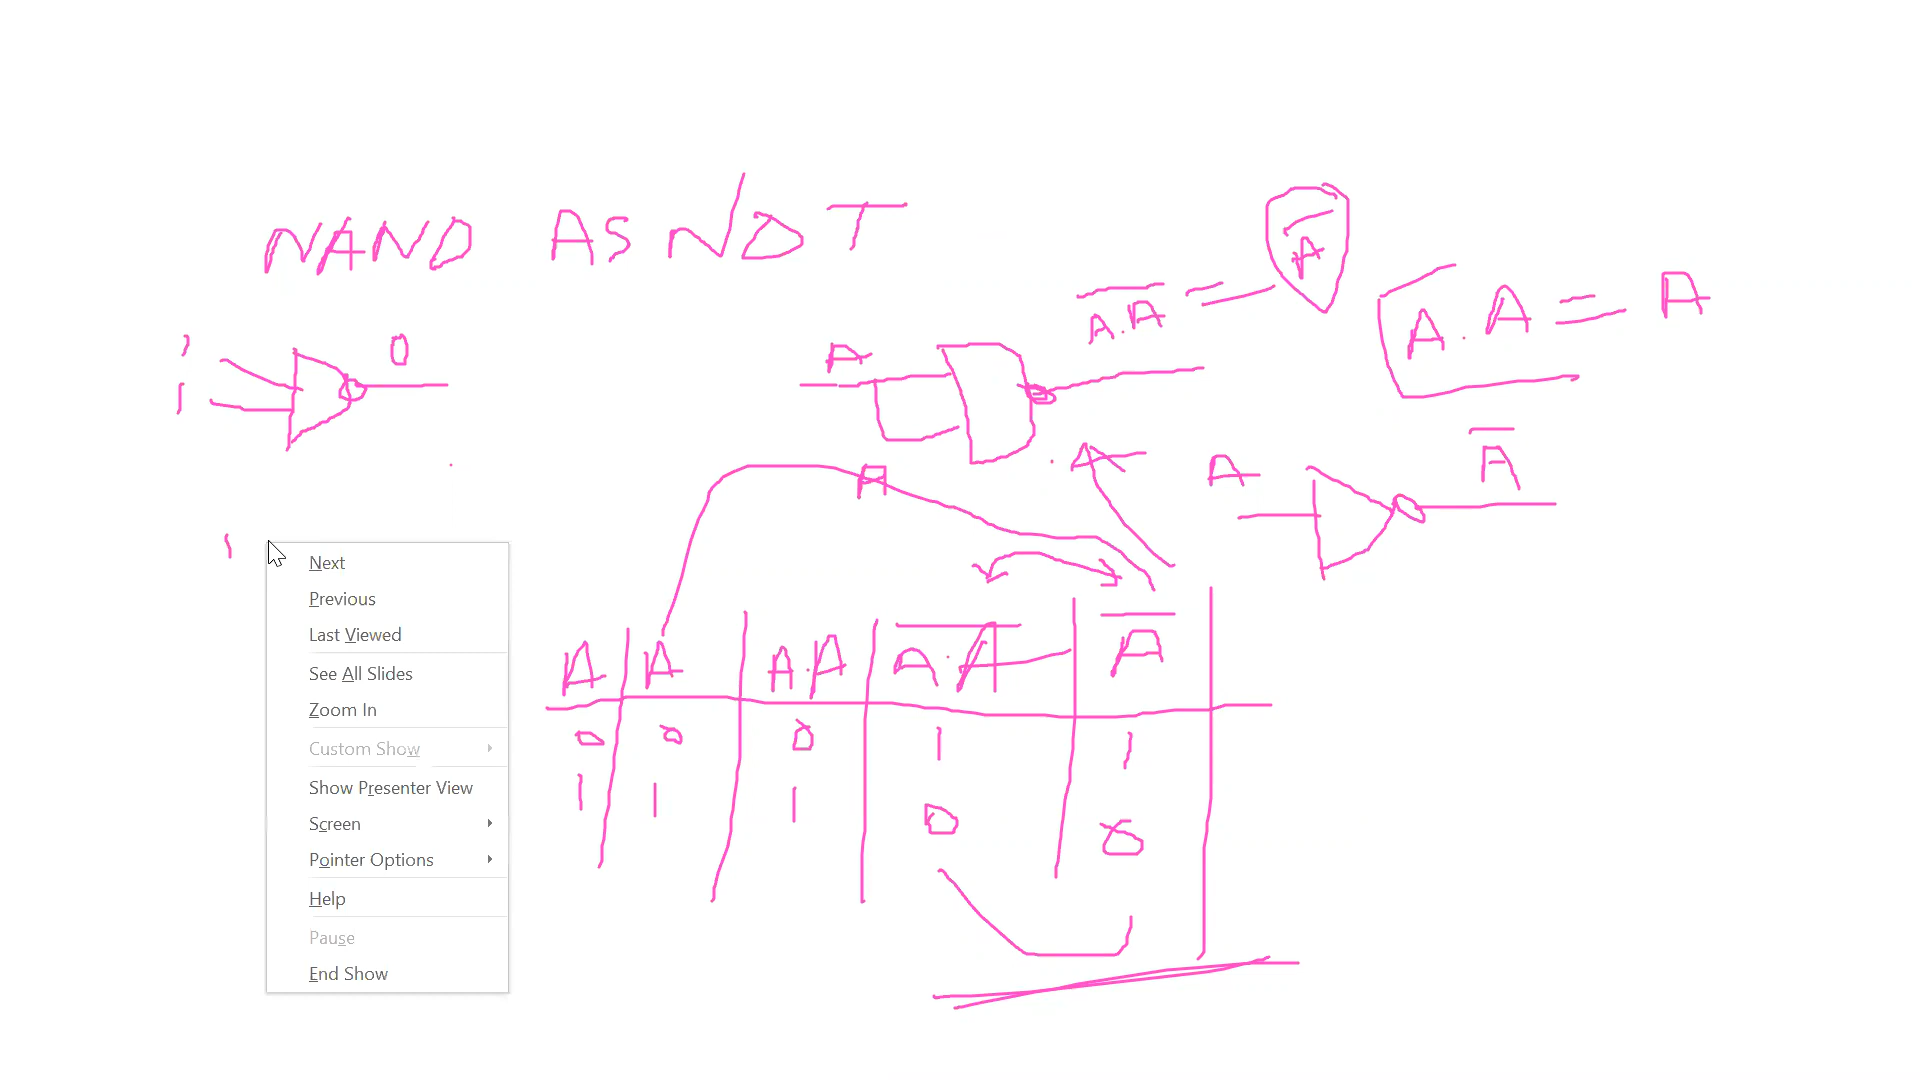 NAND AS NOT
A̅.̅A̅ = A̅
A.A = A
1
1
0
A
A
A
A̅
1
A A A.A A̅.̅A̅ A̅
0 0 0 1 1
1 1 1 0 0
Next
Previous
Last Viewed
See All Slides
Zoom In
Custom Show
Show Presenter View
Screen
Pointer Options
Help
Pause
End Show